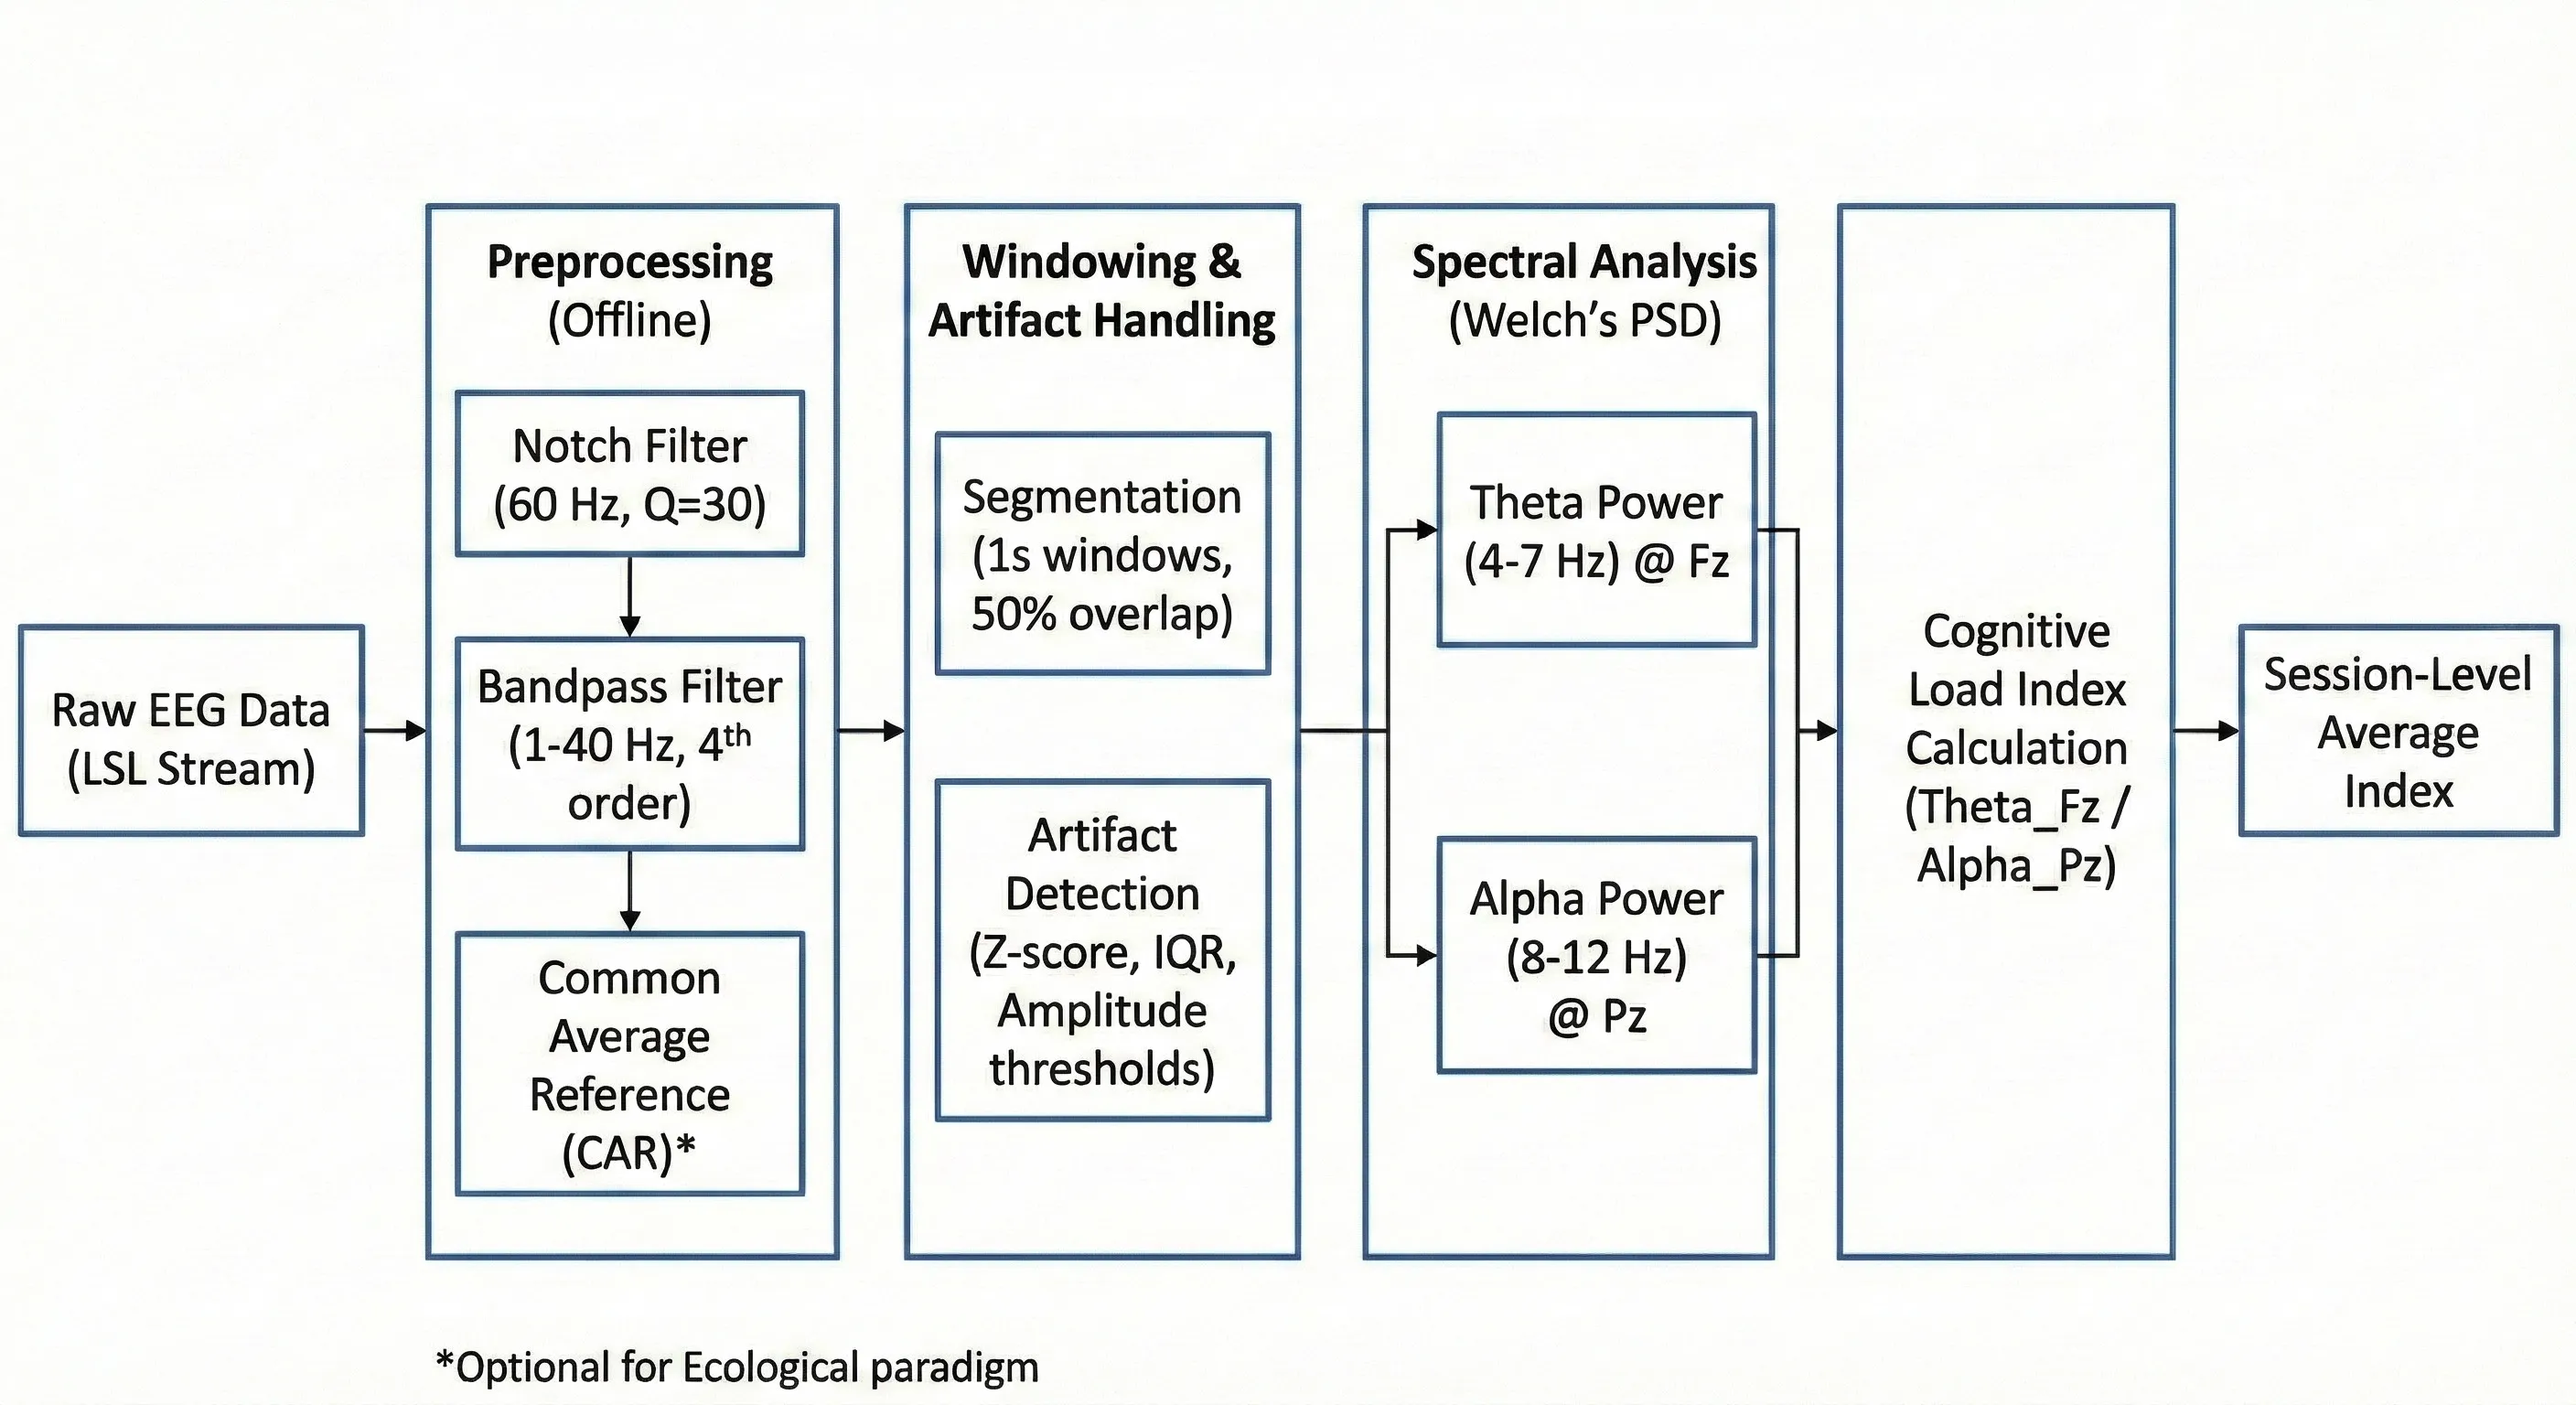 Raw EEG Data
(LSL Stream)
Preprocessing
(Offline)
Notch Filter
(60 Hz, Q=30)
Bandpass Filter
(1-40 Hz, 4th
order)
Common
Average
Reference
(CAR)*
Windowing &
Artifact Handling
Segmentation
(1s windows,
50% overlap)
Artifact
Detection
(Z-score, IQR,
Amplitude
thresholds)
Spectral Analysis
(Welch’s PSD)
Theta Power
(4-7 Hz) @ Fz
Alpha Power
(8-12 Hz)
@ Pz
Cognitive
Load Index
Calculation
(Theta_Fz /
Alpha_Pz)
Session-Level
Average
Index
*Optional for Ecological paradigm